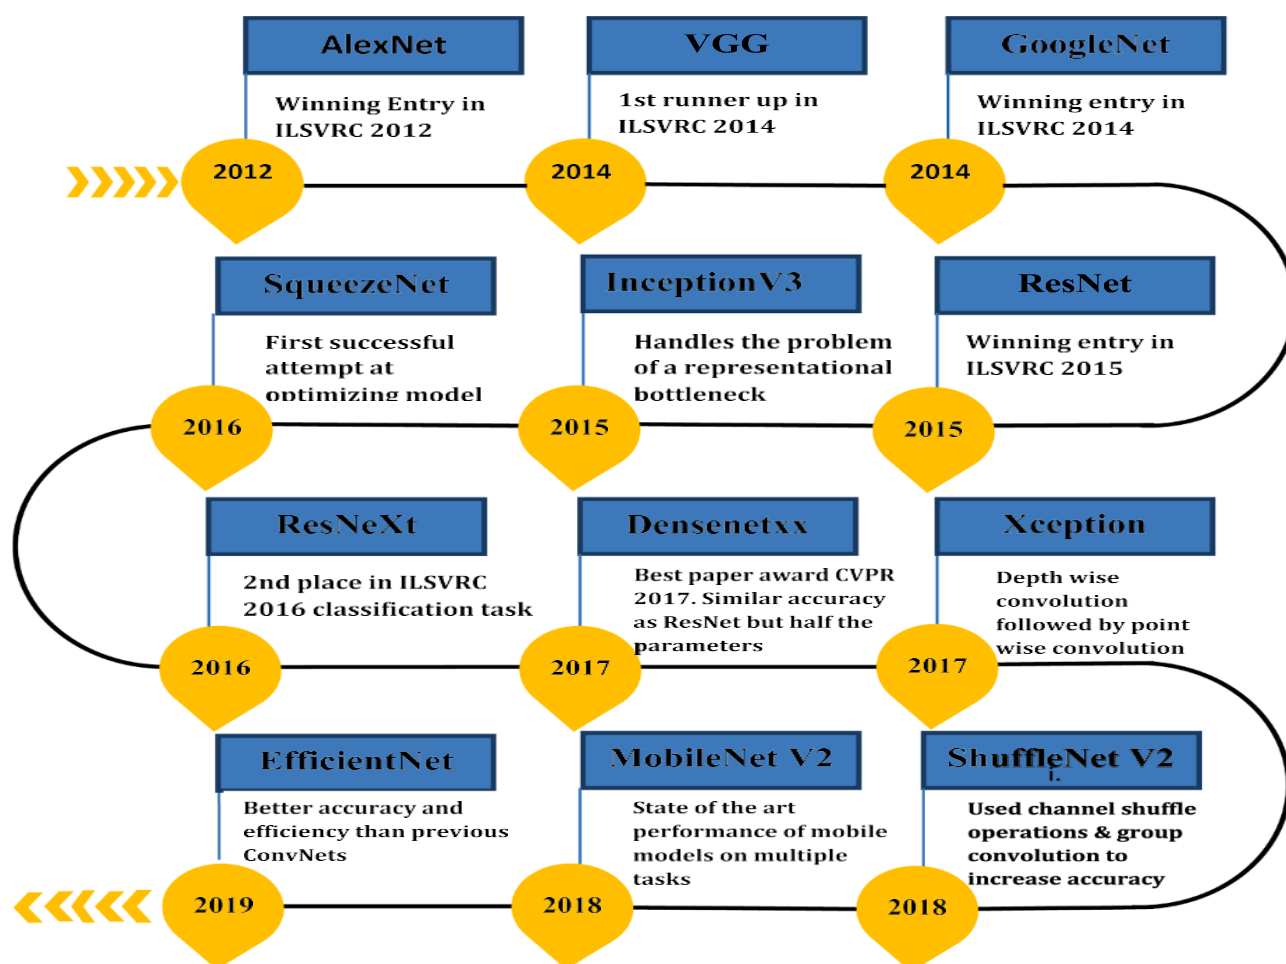 AlexNet
Winning Entry in
ILSVRC 2012
2012
VGG
1st runner up in
ILSVRC 2014
2014
GoogleNet
Winning entry in
ILSVRC 2014
2014
SqueezeNet
First successful
attempt at
optimizing model
2016
InceptionV3
Handles the problem
of a representational
bottleneck
2015
ResNet
Winning entry in
ILSVRC 2015
2015
ResNeXt
2nd place in ILSVRC
2016 classification task
2016
Densenetxx
Best paper award CVPR
2017. Similar accuracy
as ResNet but half the
parameters
2017
Xception
Depth wise
convolution
followed by point
wise convolution
2017
EfficientNet
Better accuracy and
efficiency than previous
ConvNets
2019
MobileNet V2
State of the art
performance of mobile
models on multiple
tasks
2018
ShuffleNet V2
i.
Used channel shuffle
operations & group
convolution to
increase accuracy
2018